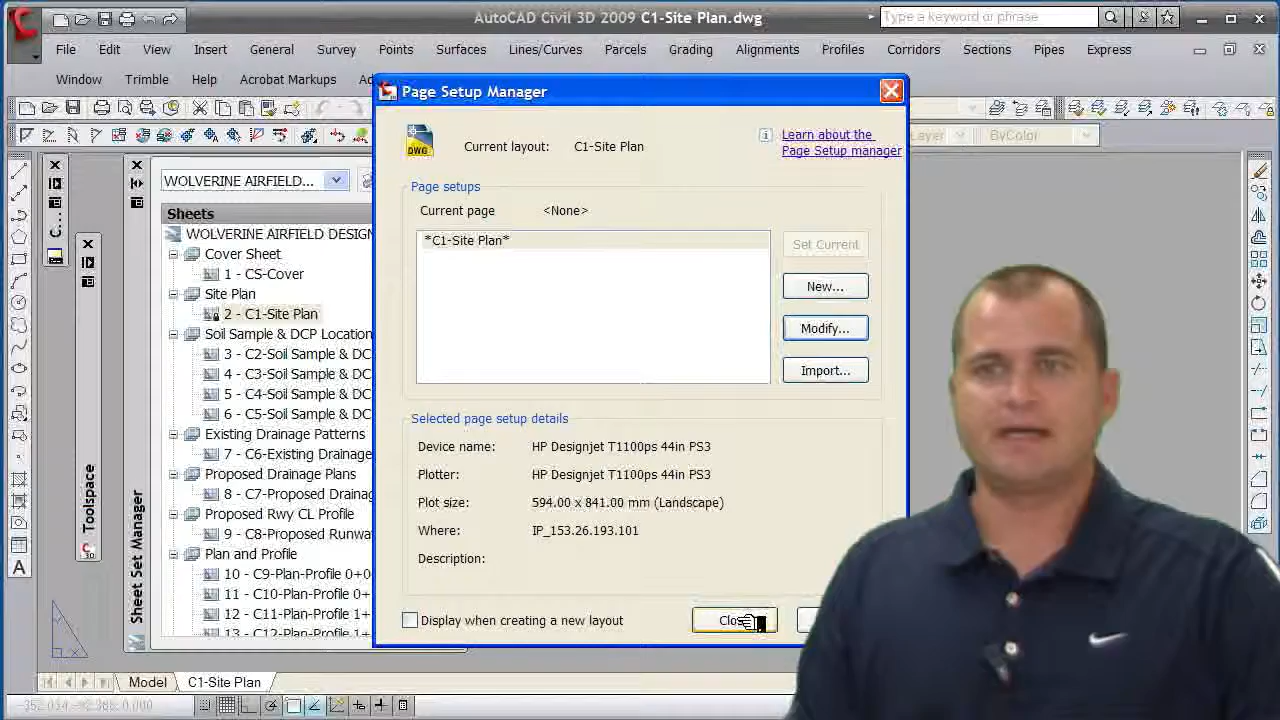 AutoCAD Civil 3D 2009 C1-Site Plan.dwg
Type a keyword or phrase
File Edit View Insert General Survey Points Surfaces Lines/Curves Parcels Grading Alignments Profiles Corridors Sections Pipes Express
Window Trimble Help Acrobat Markups
Page Setup Manager
DWG
Current layout: C1-Site Plan
Learn about the
Page Setup manager
Layer
ByColor
Page setups
Current page <None>
*C1-Site Plan*
Set Current
New...
Modify...
Import...
Selected page setup details
Device name: HP Designjet T1100ps 44in PS3
Plotter: HP Designjet T1100ps 44in PS3
Plot size: 594.00 x 841.00 mm (Landscape)
Where: IP_153.26.193.101
Description:
Display when creating a new layout
WOLVERINE AIRFIELD...
Sheets
WOLVERINE AIRFIELD DESIGN
Cover Sheet
1 - CS-Cover
Site Plan
2 - C1-Site Plan
Soil Sample & DCP Location
3 - C2-Soil Sample & DC
4 - C3-Soil Sample & DC
5 - C4-Soil Sample & DC
6 - C5-Soil Sample & DC
Existing Drainage Patterns
7 - C6-Existing Drainage
Proposed Drainage Plans
8 - C7-Proposed Drainag
Proposed Rwy CL Profile
9 - C8-Proposed Runwa
Plan and Profile
10 - C9-Plan-Profile 0+0
11 - C10-Plan-Profile 1+
12 - C11-Plan-Profile 1+
13 - C12-Plan-Profile 1+
Toolspace
Sheet Set Manager
Model C1-Site Plan